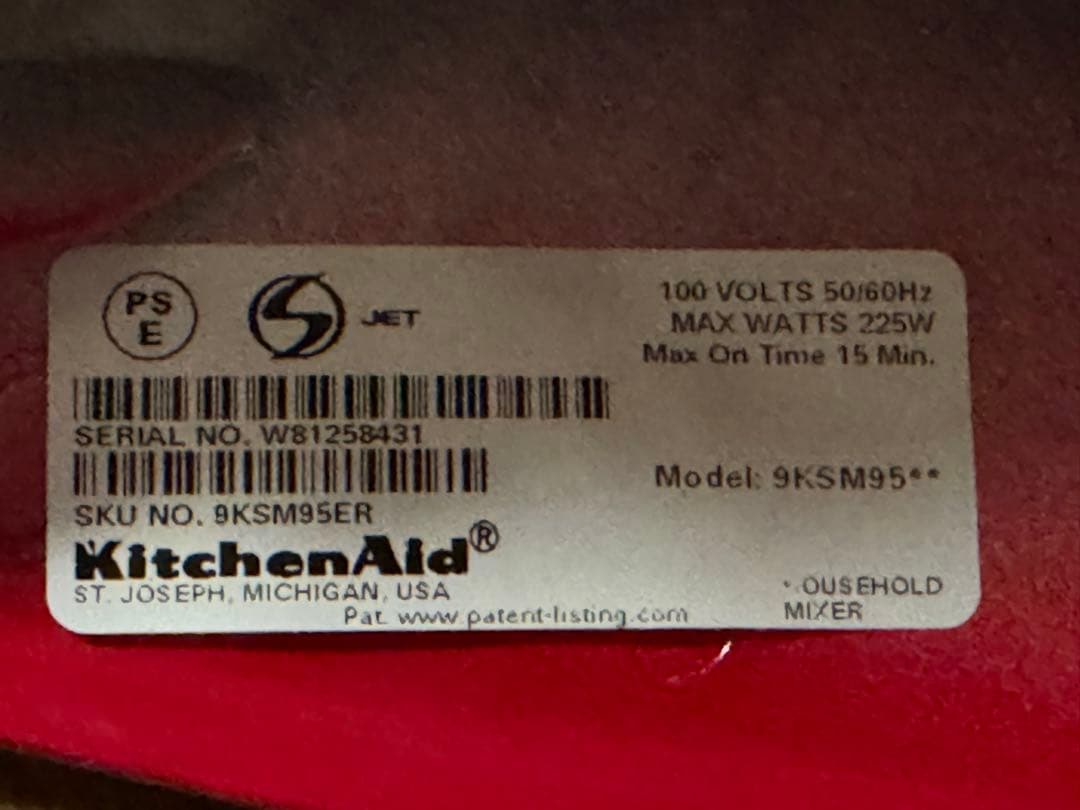 PS
E
JET
100 VOLTS 50/60Hz
MAX WATTS 225W
Max On Time 15 Min.
SERIAL NO. W81258431
Model: 9KSM95**
SKU NO. 9KSM95ER
KitchenAid®
ST. JOSEPH, MICHIGAN, USA
Pat. www.patent-listing.com
OUSEHOLD
MIXER